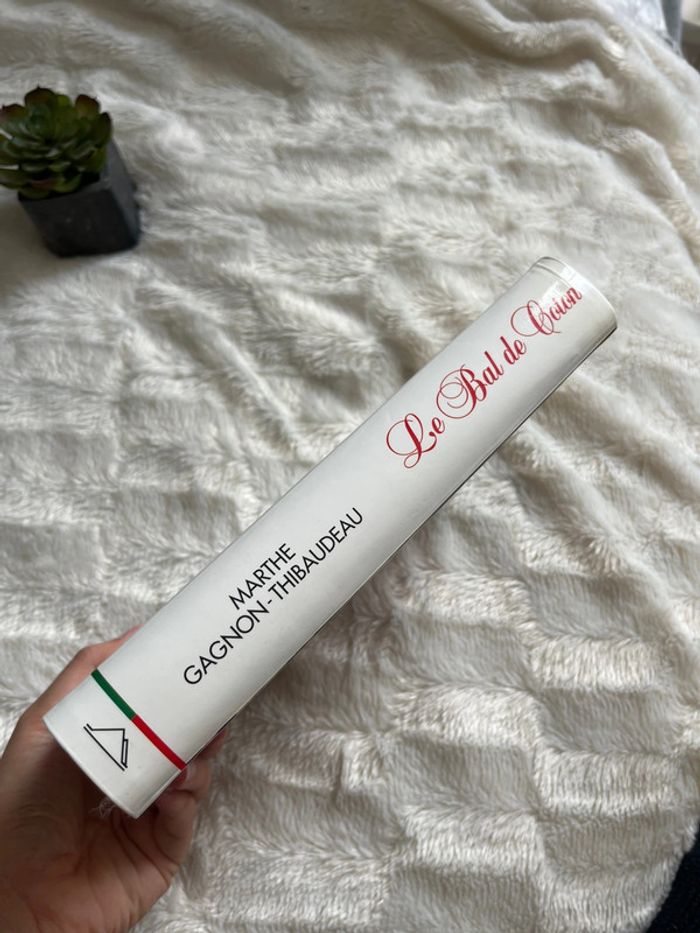 Le Bal de Coton
MARTHE
GAGNON-THIBAUDEAU